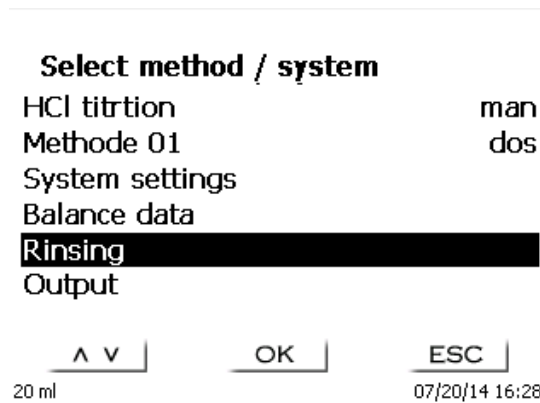 Select method / system
HCl titrtion man
Methode 01 dos
System settings
Balance data
Rinsing
Output
∧ ∨ OK ESC
20 ml 07/20/14 16:28